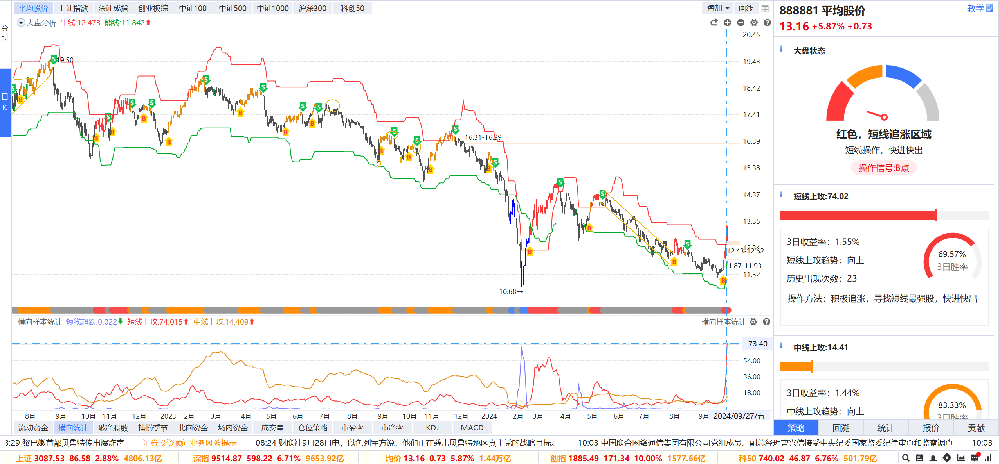 平均股价 上证指数 深证成指 创业板综 中证100 中证500 中证1000 沪深300 科创50 叠加 画线
分时
日K
大盘分析 牛线:12.473 熊线:11.842
20.45
19.43
18.42
17.41
16.39
15.38
14.37
13.35
12.34
11.32
19.50
16.31-16.29
12.43-12.62
11.87-11.93
10.68→
S
B
横向样本统计 短线超跌:0.022 短线上攻:74.015 中线上攻:14.409 横向样本统计
73.40
54.00
36.00
18.00
8月 9月 10月 11月 12月 2023 2月 3月 4月 5月 6月 7月 8月 9月 10月 11月 12月 2024 2月 3月 4月 5月 6月 7月 8月 9月 2024/09/27/五
流动资金 横向统计 破净股数 捕捞季节 北向资金 场内资金 成交量 仓位策略 市盈率 市净率 KDJ MACD
888881 平均股价 教学
13.16 +5.87% +0.73
大盘状态
红色，短线追涨区域
短线操作，快进快出
操作信号:B点
短线上攻:74.02
3日收益率：1.55%
短线上攻趋势：向上
历史出现次数：23
69.57%
3日胜率
操作方法：积极追涨，寻找短线最强股，快进快出
中线上攻:14.41
3日收益率：1.44%
中线上攻趋势：向上
83.33%
3日胜率
策略 回溯 统计 报价 贡献
3:29 黎巴嫩首都贝鲁特传出爆炸声 证券投资顾问业务风险提示 08:24 财联社9月28日电，以色列军方说，他们正在袭击贝鲁特地区真主党的战略目标。 10:03 中国联合网络通信集团有限公司党组成员、副总经理曹兴信接受中央纪委国家监委纪律审查和监察调查 10:03
上证 3087.53 86.58 2.88% 4806.13亿 深指 9514.87 598.22 6.71% 9653.92亿 均价 13.16 0.73 5.87% 1.44万亿 创指 1885.49 171.34 10.00% 1577.66亿 科50 740.02 46.87 6.76% 501.79亿